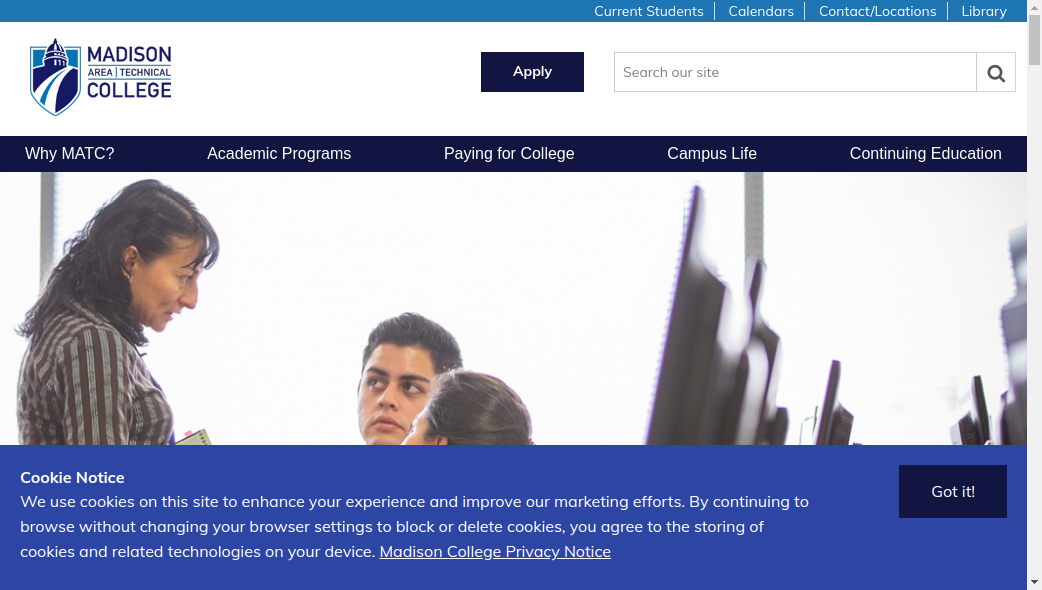 Current Students
Calendars
Contact/Locations
Library
MADISON
AREA TECHNICAL
COLLEGE
Apply
Search our site
Why MATC?
Academic Programs
Paying for College
Campus Life
Continuing Education
Cookie Notice
We use cookies on this site to enhance your experience and improve our marketing efforts. By continuing to
browse without changing your browser settings to block or delete cookies, you agree to the storing of
cookies and related technologies on your device. Madison College Privacy Notice
Got it!